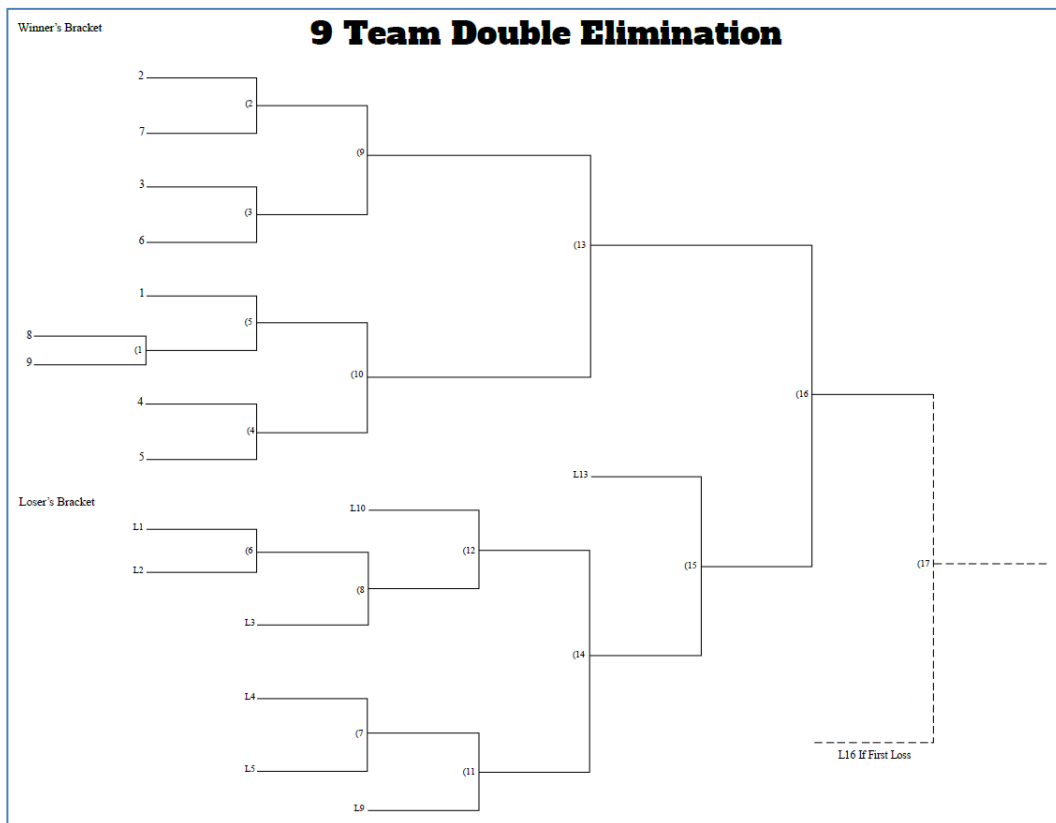 Winner's Bracket
9 Team Double Elimination
2
(2
7
(9
3
(3
6
(13
1
(5
8
(1
9
(10
(16
4
(4
5
L13
Loser's Bracket
L10
L1
(6
(12
L2
(15
(17
(8
L3
(14
L4
(7
L5
(11
L16 If First Loss
L9